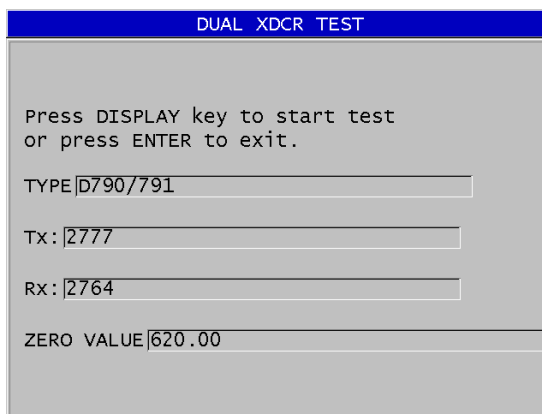 DUAL XDCR TEST
Press DISPLAY key to start test
or press ENTER to exit.
TYPE D790/791
Tx: 2777
Rx: 2764
ZERO VALUE 620.00